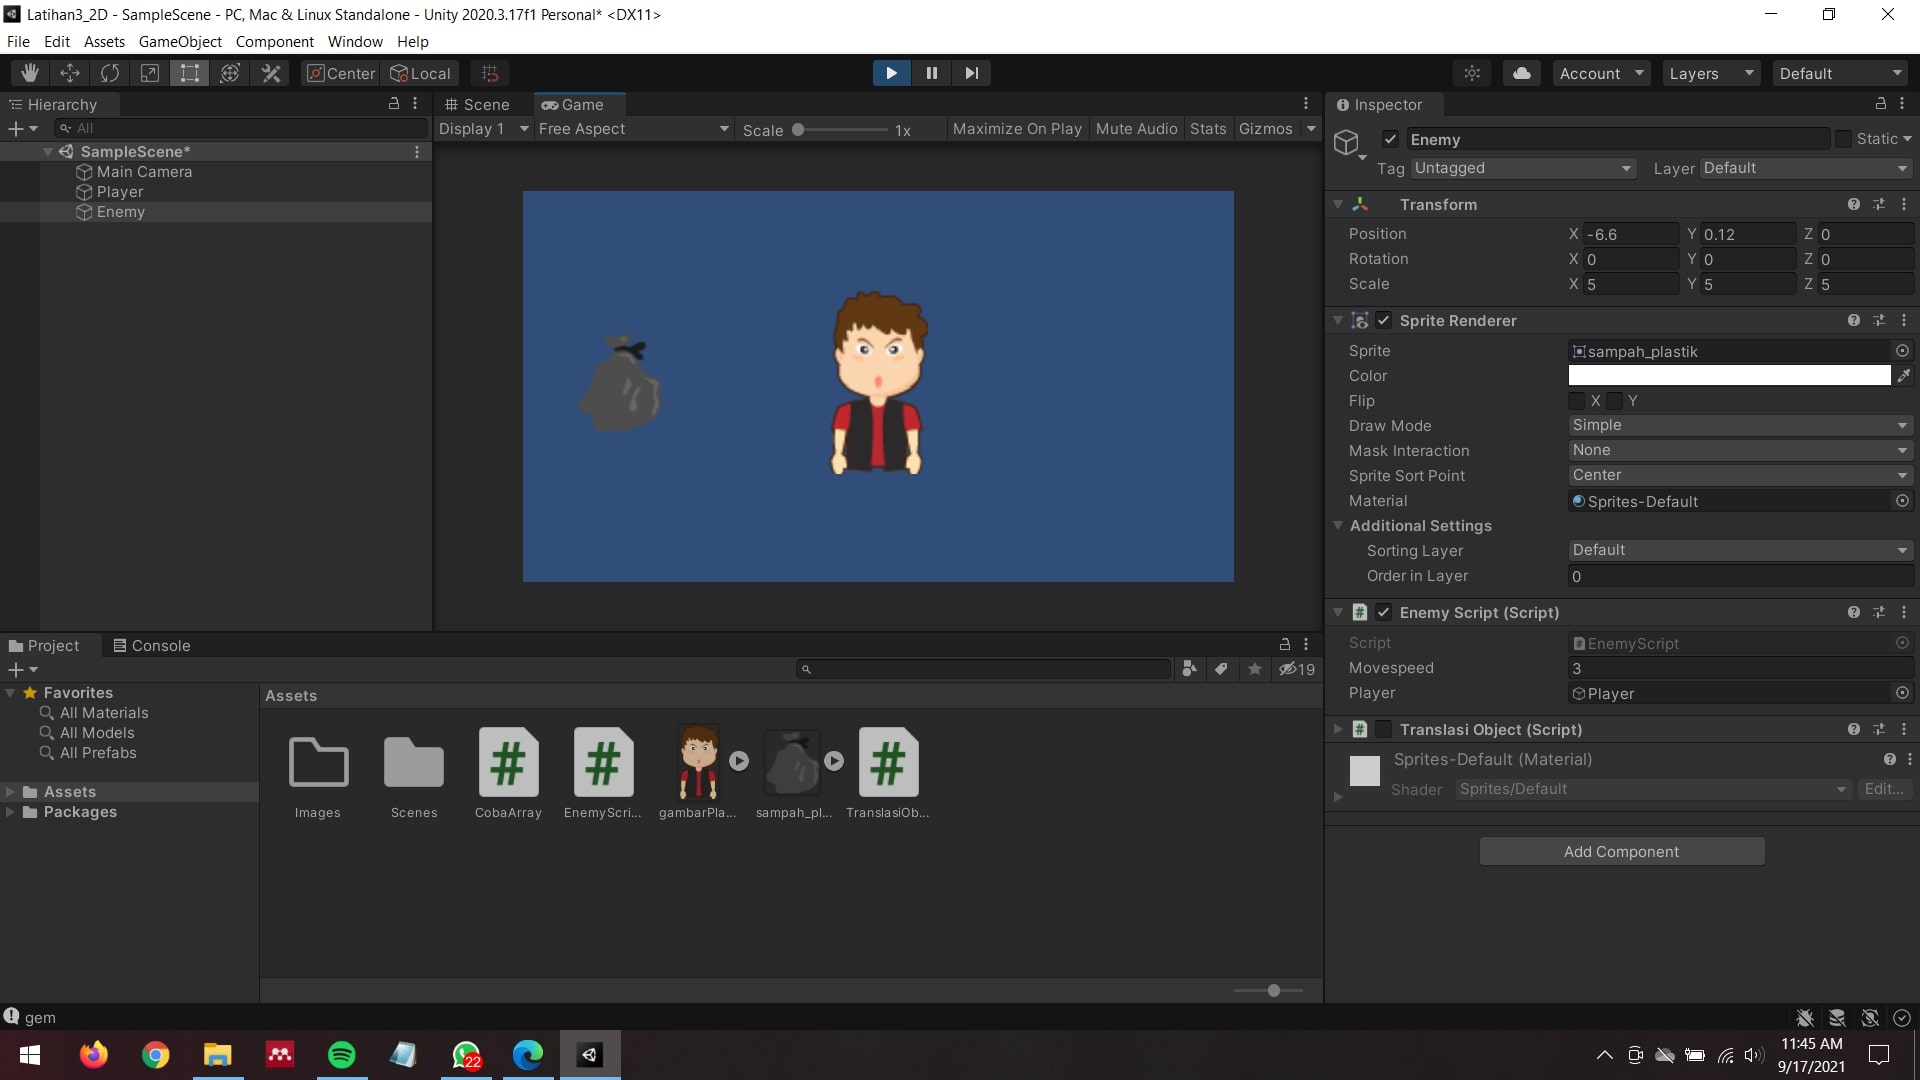 Latihan3_2D - SampleScene - PC, Mac & Linux Standalone - Unity 2020.3.17f1 Personal* <DX11>
File Edit Assets GameObject Component Window Help
Center Local Account Layers Default
Hierarchy
All
SampleScene*
Main Camera
Player
Enemy
Scene Game
Display 1 Free Aspect Scale 1x Maximize On Play Mute Audio Stats Gizmos
Inspector
Enemy Static
Tag Untagged Layer Default
Transform
Position X -6.6 Y 0.12 Z 0
Rotation X 0 Y 0 Z 0
Scale X 5 Y 5 Z 5
Sprite Renderer
Sprite sampah_plastik
Color
Flip X Y
Draw Mode Simple
Mask Interaction None
Sprite Sort Point Center
Material Sprites-Default
Additional Settings
Sorting Layer Default
Order in Layer 0
# Enemy Script (Script)
Script EnemyScript
Movespeed 3
Player Player
# Translasi Object (Script)
Sprites-Default (Material)
Shader Sprites/Default Edit...
Add Component
Project Console
19
Favorites
All Materials
All Models
All Prefabs
Assets
Packages
Assets
# # #
Images Scenes CobaArray EnemyScri... gambarPla... sampah_pl... TranslasiOb...
gem
22
11:45 AM
9/17/2021